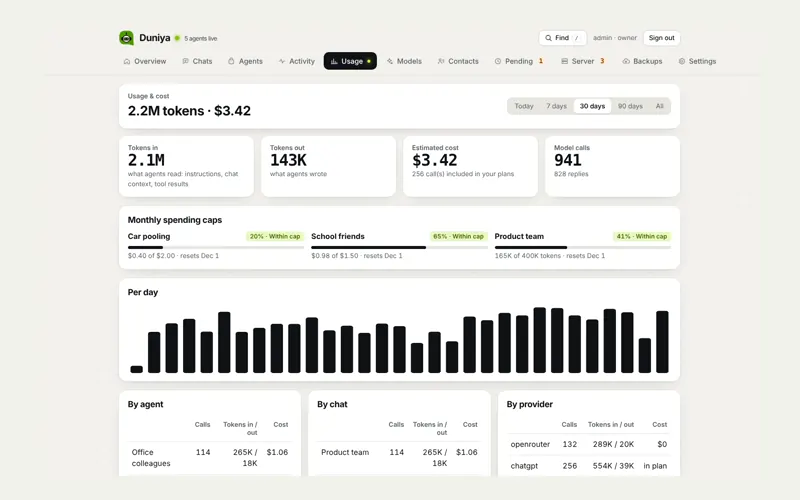 Duniya
5 agents live
Find /
admin · owner
Sign out
Overview
Chats
Agents
Activity
Usage
Models
Contacts
Pending 1
Server 3
Backups
Settings
Usage & cost
2.2M tokens · $3.42
Today
7 days
30 days
90 days
All
Tokens in
2.1M
what agents read: instructions, chat
context, tool results
Tokens out
143K
what agents wrote
Estimated cost
$3.42
256 call(s) included in your plans
Model calls
941
828 replies
Monthly spending caps
Car pooling
20% · Within cap
$0.40 of $2.00 · resets Dec 1
School friends
65% · Within cap
$0.98 of $1.50 · resets Dec 1
Product team
41% · Within cap
165K of 400K tokens · resets Dec 1
Per day
By agent
Calls Tokens in / out Cost
Office colleagues 114 265K / 18K $1.06
By chat
Calls Tokens in / out Cost
Product team 114 265K / 18K $1.06
By provider
Calls Tokens in / out Cost
openrouter 132 289K / 20K $0
chatgpt 256 554K / 39K in plan